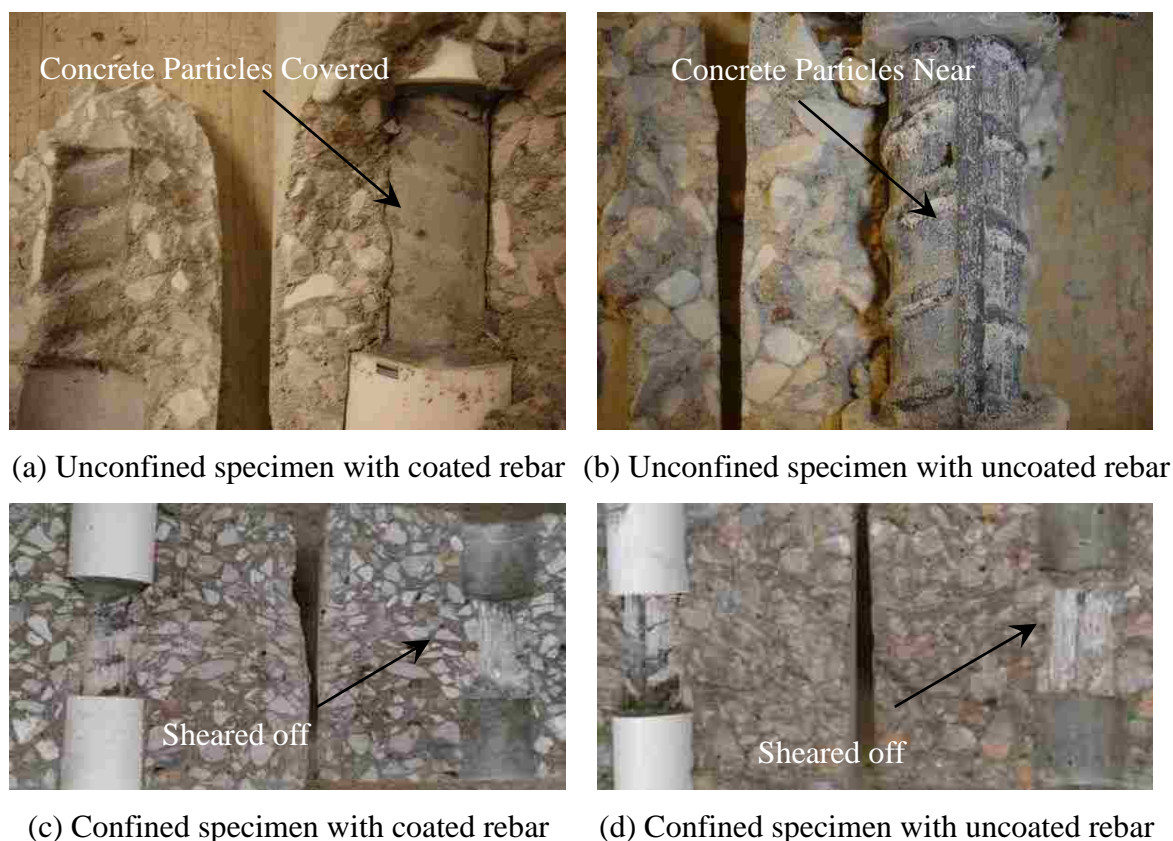 Concrete Particles Covered
Concrete Particles Near
(a) Unconfined specimen with coated rebar
(b) Unconfined specimen with uncoated rebar
Sheared off
Sheared off
(c) Confined specimen with coated rebar
(d) Confined specimen with uncoated rebar